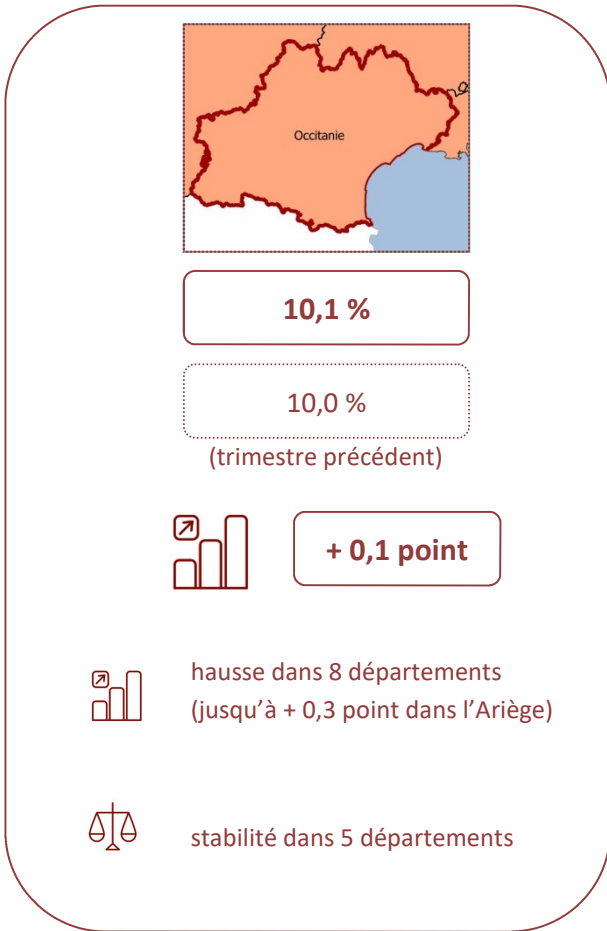 Occitanie
10,1 %
10,0 %
(trimestre précédent)
+ 0,1 point
hausse dans 8 départements
(jusqu’à + 0,3 point dans l’Ariège)
stabilité dans 5 départements